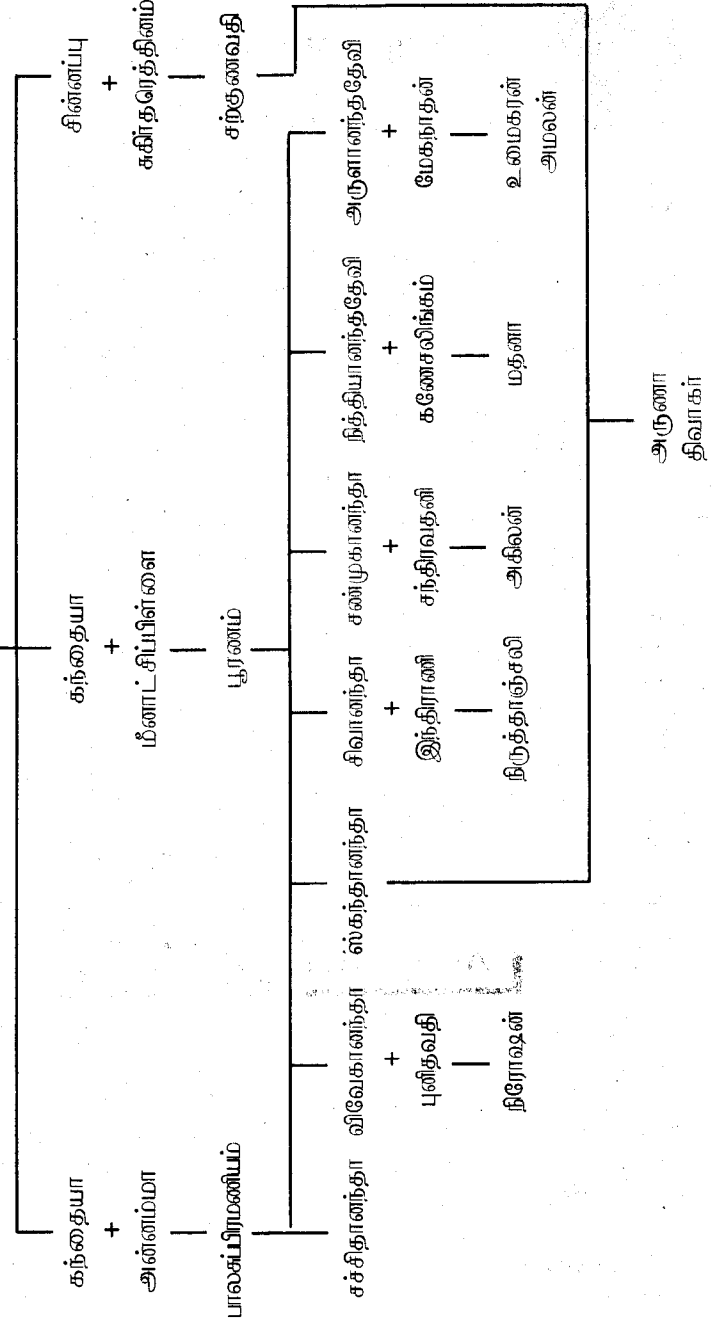 கந்தையா
+
அன்னம்மா
பாலசுப்பிரமணியம்
கந்தையா
+
மீனாட்சிப்பிள்ளை
பூரணம்
சின்னப்பு
+
சுகிர்தரெத்தினம்
சற்குணவதி
சச்சிதானந்தா
விவேகானந்தா
+
புனிதவதி
நிரோஷன்
ஸ்கந்தானந்தா
சிவானந்தா
+
இந்திராணி
நிருத்தாஞ்சலி
சண்முகானந்தா
+
சந்திரவதனி
அகிலன்
நித்தியானந்ததேவி
+
கணேசலிங்கம்
மதனா
அருளானந்ததேவி
+
மேகநாதன்
உமைகரன்
அமலன்
அருணா
திவாகர்